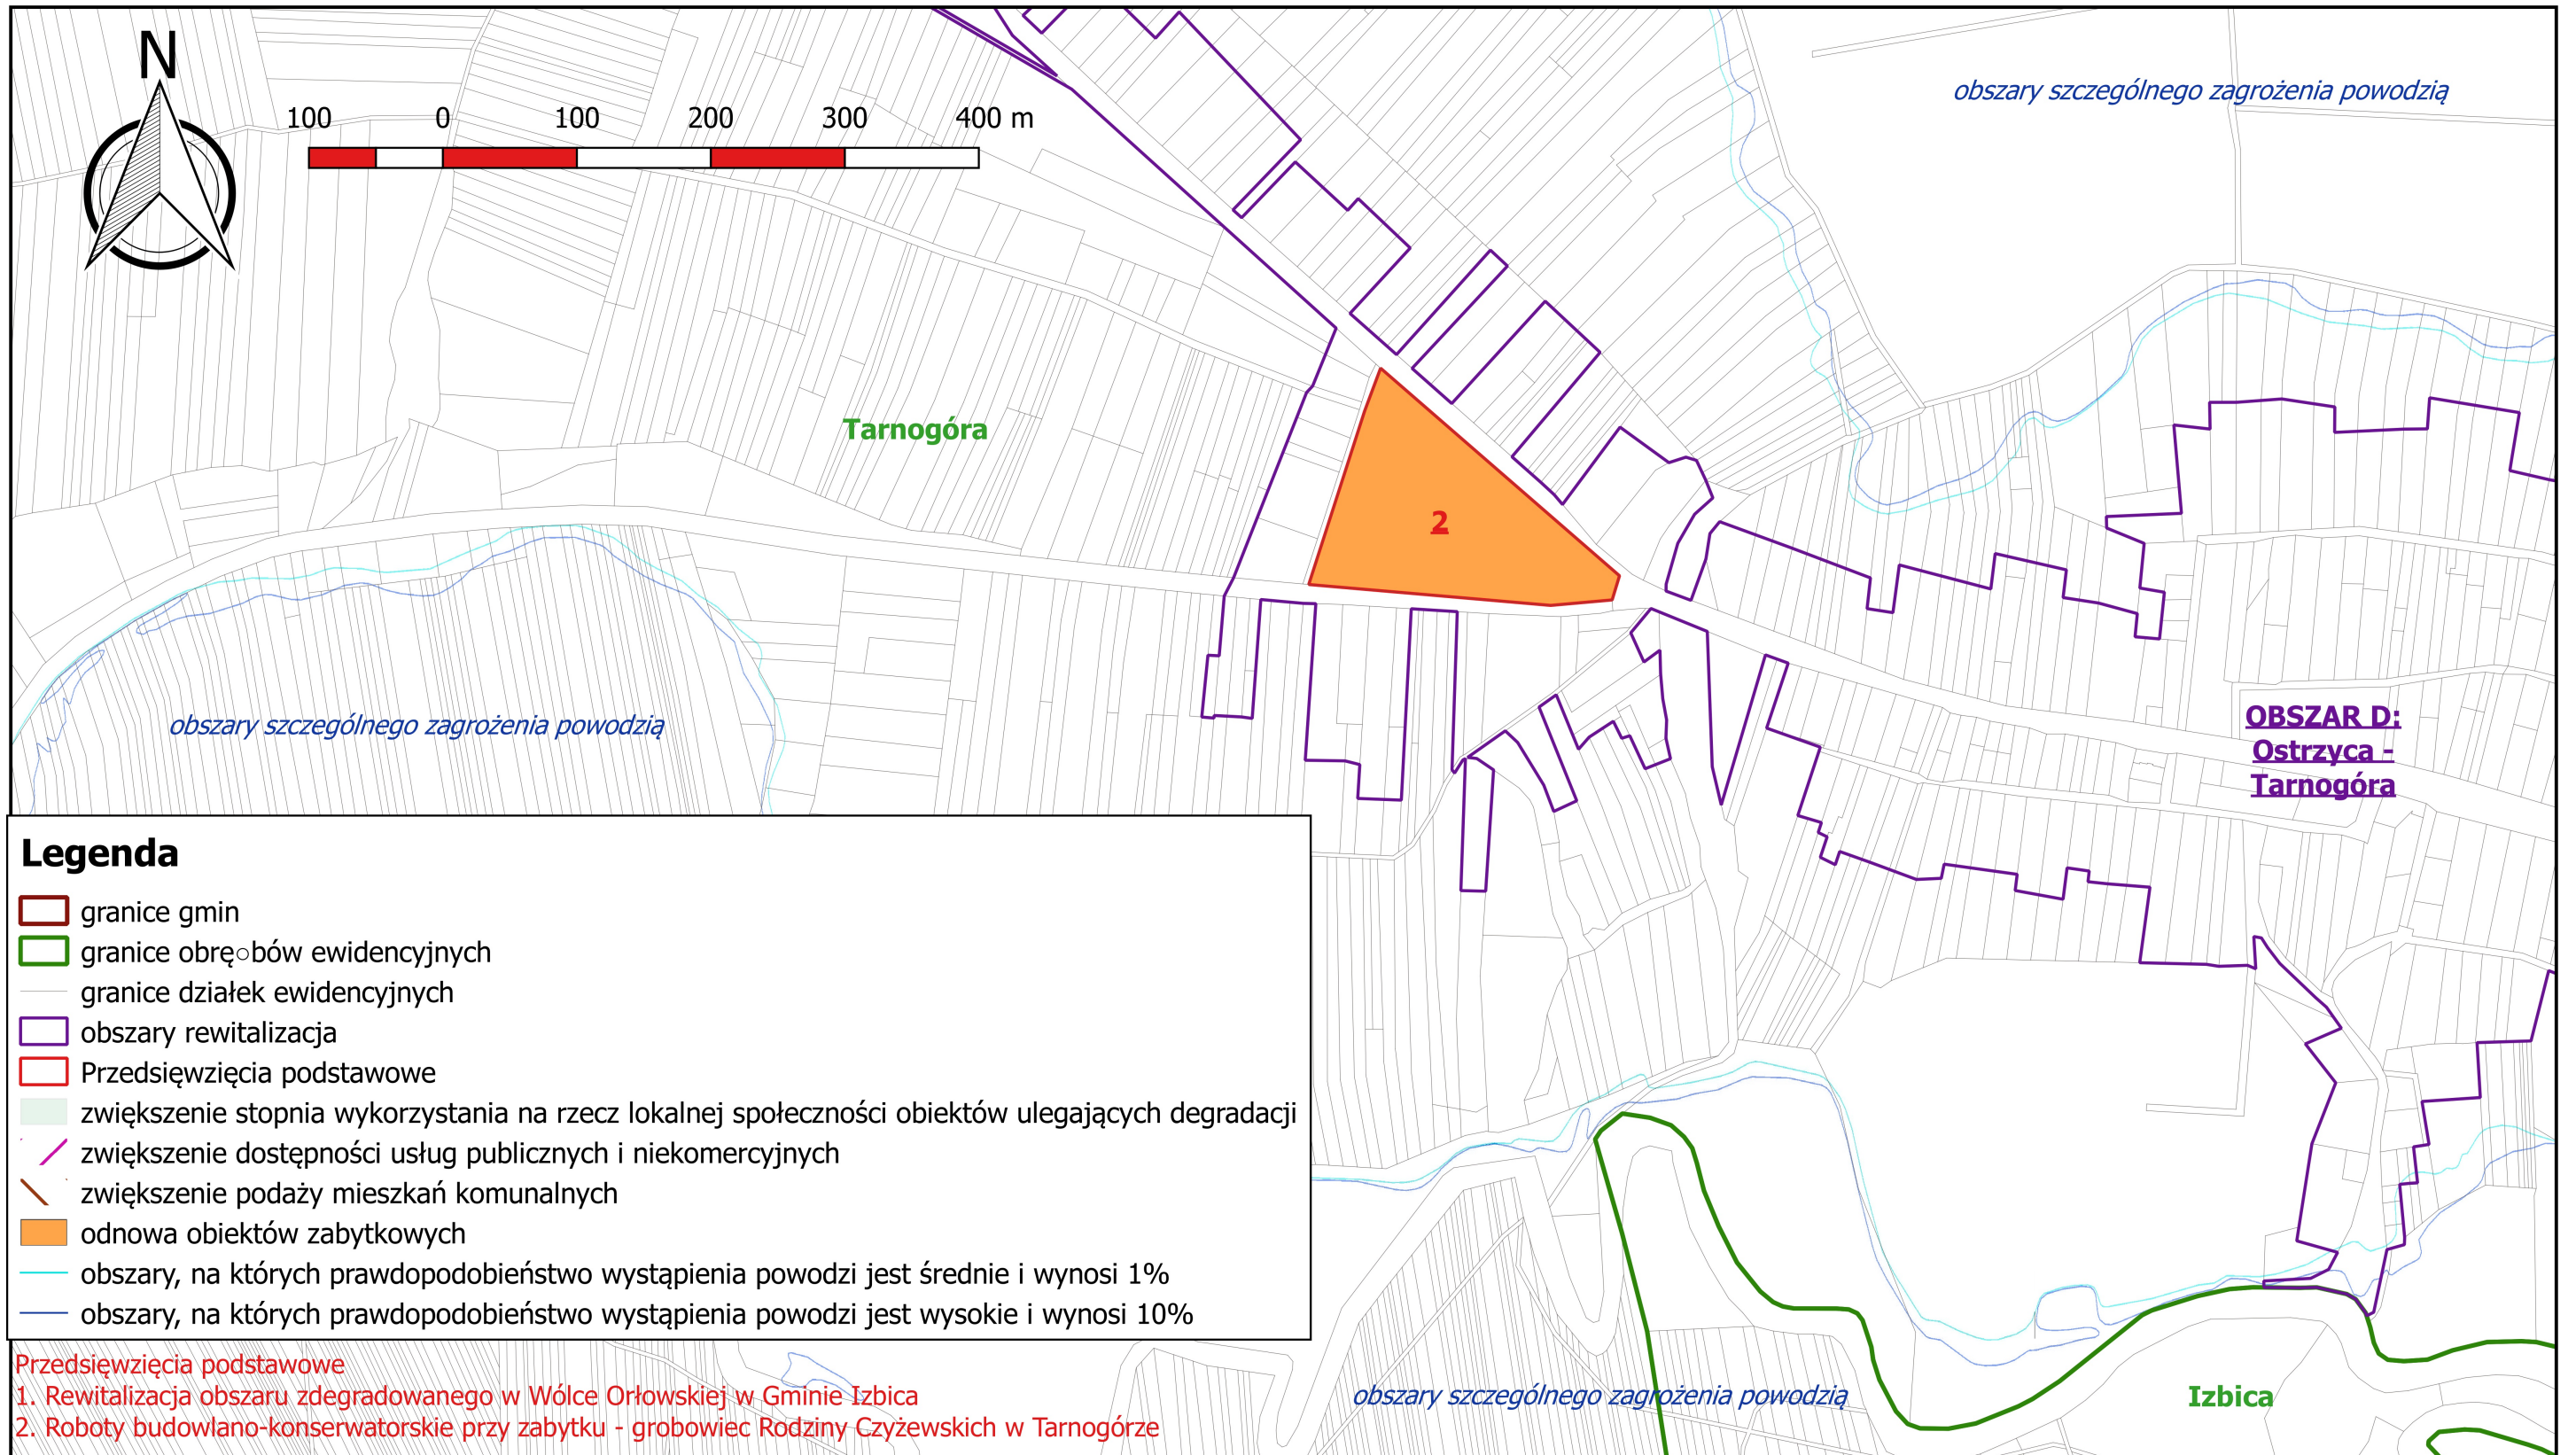 N
100 0 100 200 300 400 m
obszary szczególnego zagrożenia powodzią
Tarnogóra
2
obszary szczególnego zagrożenia powodzią
OBSZAR D:
Ostrzyca -
Tarnogóra
Legenda
granice gmin
granice obrę○bów ewidencyjnych
granice działek ewidencyjnych
obszary rewitalizacja
Przedsięwzięcia podstawowe
zwiększenie stopnia wykorzystania na rzecz lokalnej społeczności obiektów ulegających degradacji
zwiększenie dostępności usług publicznych i niekomercyjnych
zwiększenie podaży mieszkań komunalnych
odnowa obiektów zabytkowych
obszary, na których prawdopodobieństwo wystąpienia powodzi jest średnie i wynosi 1%
obszary, na których prawdopodobieństwo wystąpienia powodzi jest wysokie i wynosi 10%
Przedsięwzięcia podstawowe
1. Rewitalizacja obszaru zdegradowanego w Wólce Orłowskiej w Gminie Izbica
2. Roboty budowlano-konserwatorskie przy zabytku - grobowiec Rodziny Czyżewskich w Tarnogórze
obszary szczególnego zagrożenia powodzią
Izbica